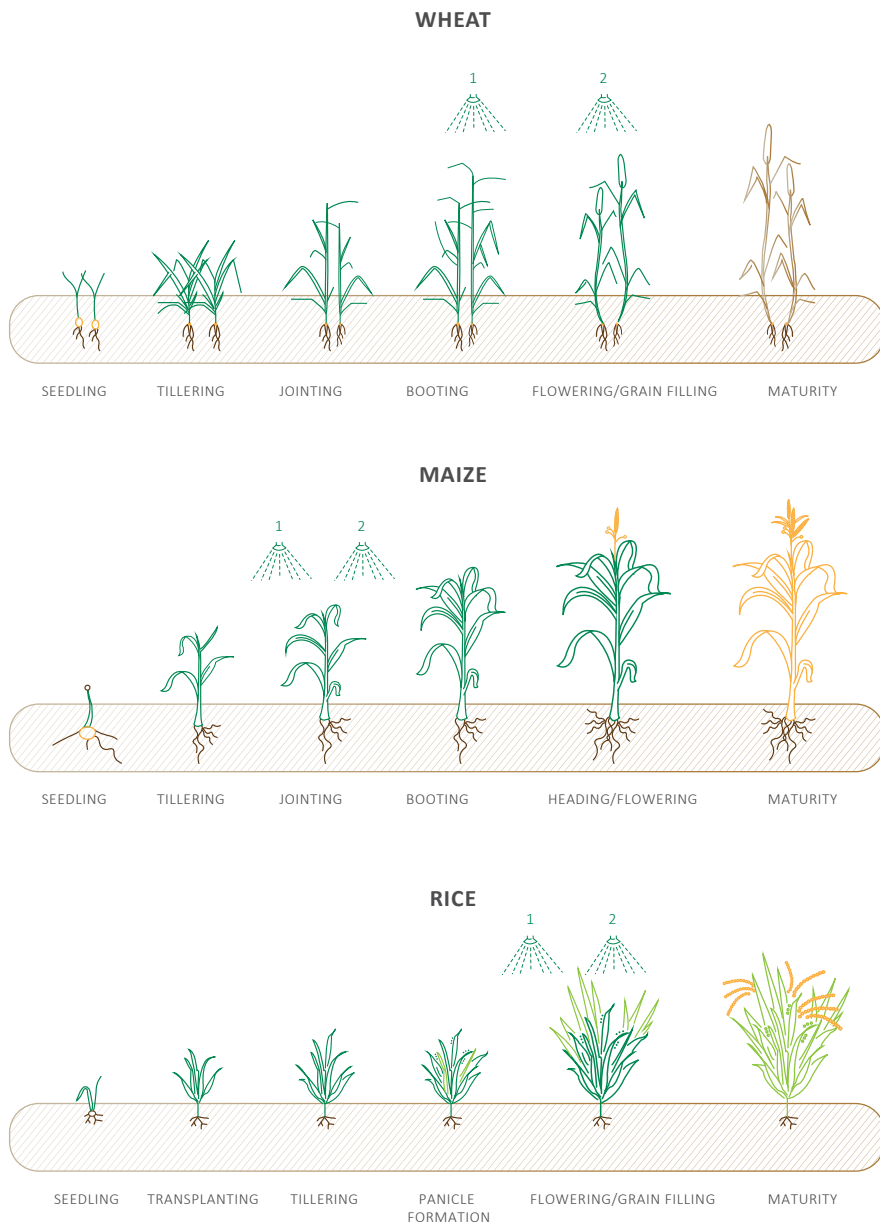 WHEAT
1 2
SEEDLING TILLERING JOINTING BOOTING FLOWERING/GRAIN FILLING MATURITY
MAIZE
1 2
SEEDLING TILLERING JOINTING BOOTING HEADING/FLOWERING MATURITY
RICE
1 2
SEEDLING TRANSPLANTING TILLERING PANICLE FLOWERING/GRAIN FILLING MATURITY
FORMATION